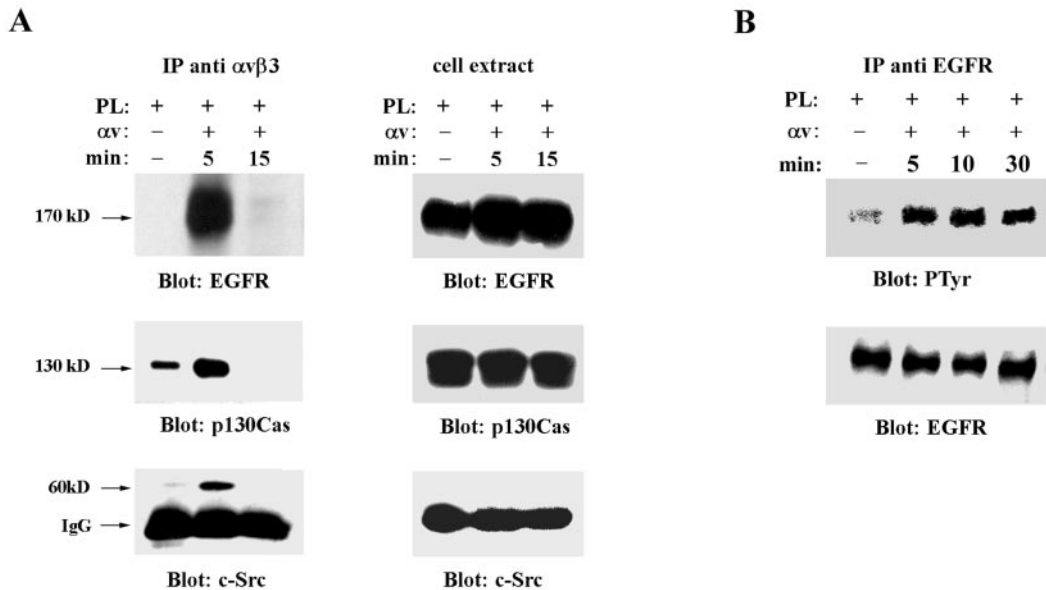 A
IP anti αvβ3
PL: + + +
αv: − + +
min: − 5 15
170 kD
Blot: EGFR
130 kD
Blot: p130Cas
60kD
IgG
Blot: c-Src
cell extract
PL: + + +
αv: − + +
min: − 5 15
Blot: EGFR
Blot: p130Cas
Blot: c-Src
B
IP anti EGFR
PL: + + + +
αv: − + + +
min: − 5 10 30
Blot: PTyr
Blot: EGFR